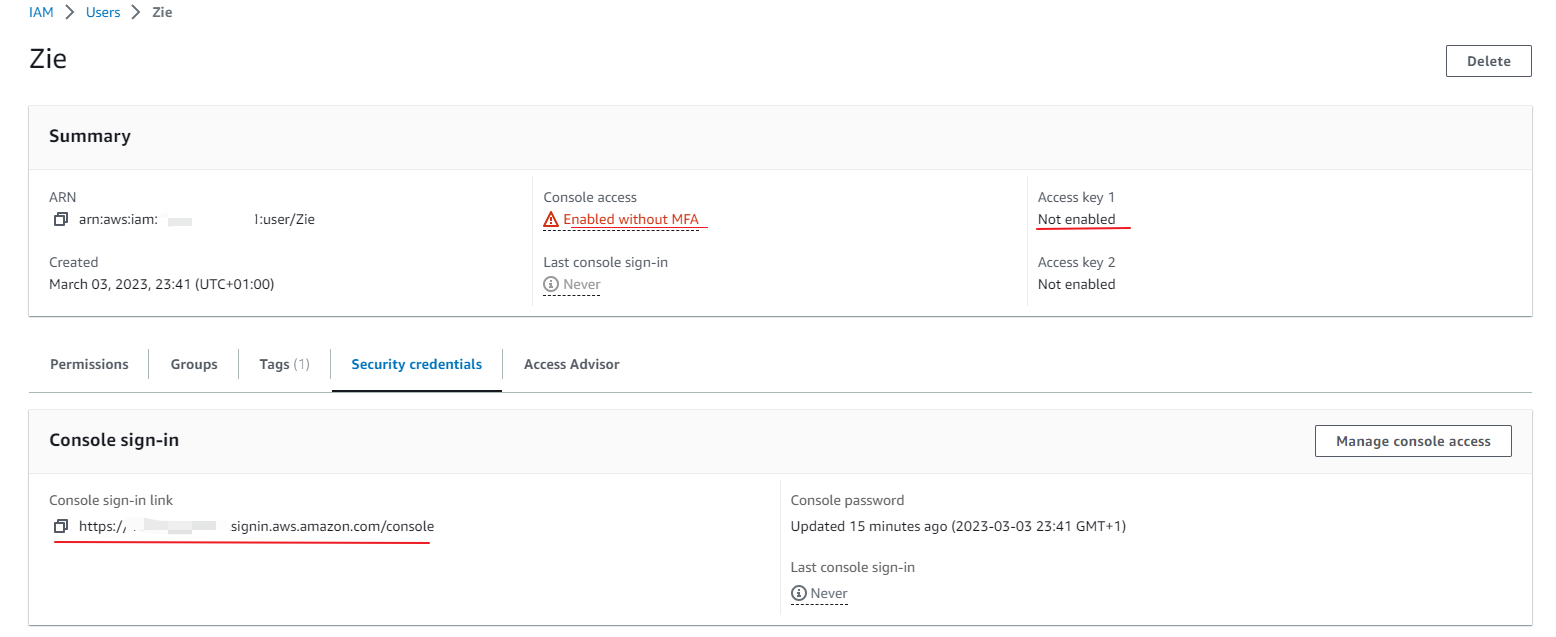 IAM > Users > Zie
Zie
Delete
Summary
ARN
arn:aws:iam: :user/Zie
Created
March 03, 2023, 23:41 (UTC+01:00)
Console access
Enabled without MFA
Last console sign-in
Never
Access key 1
Not enabled
Access key 2
Not enabled
Permissions
Groups
Tags (1)
Security credentials
Access Advisor
Console sign-in
Manage console access
Console sign-in link
https:// signin.aws.amazon.com/console
Console password
Updated 15 minutes ago (2023-03-03 23:41 GMT+1)
Last console sign-in
Never